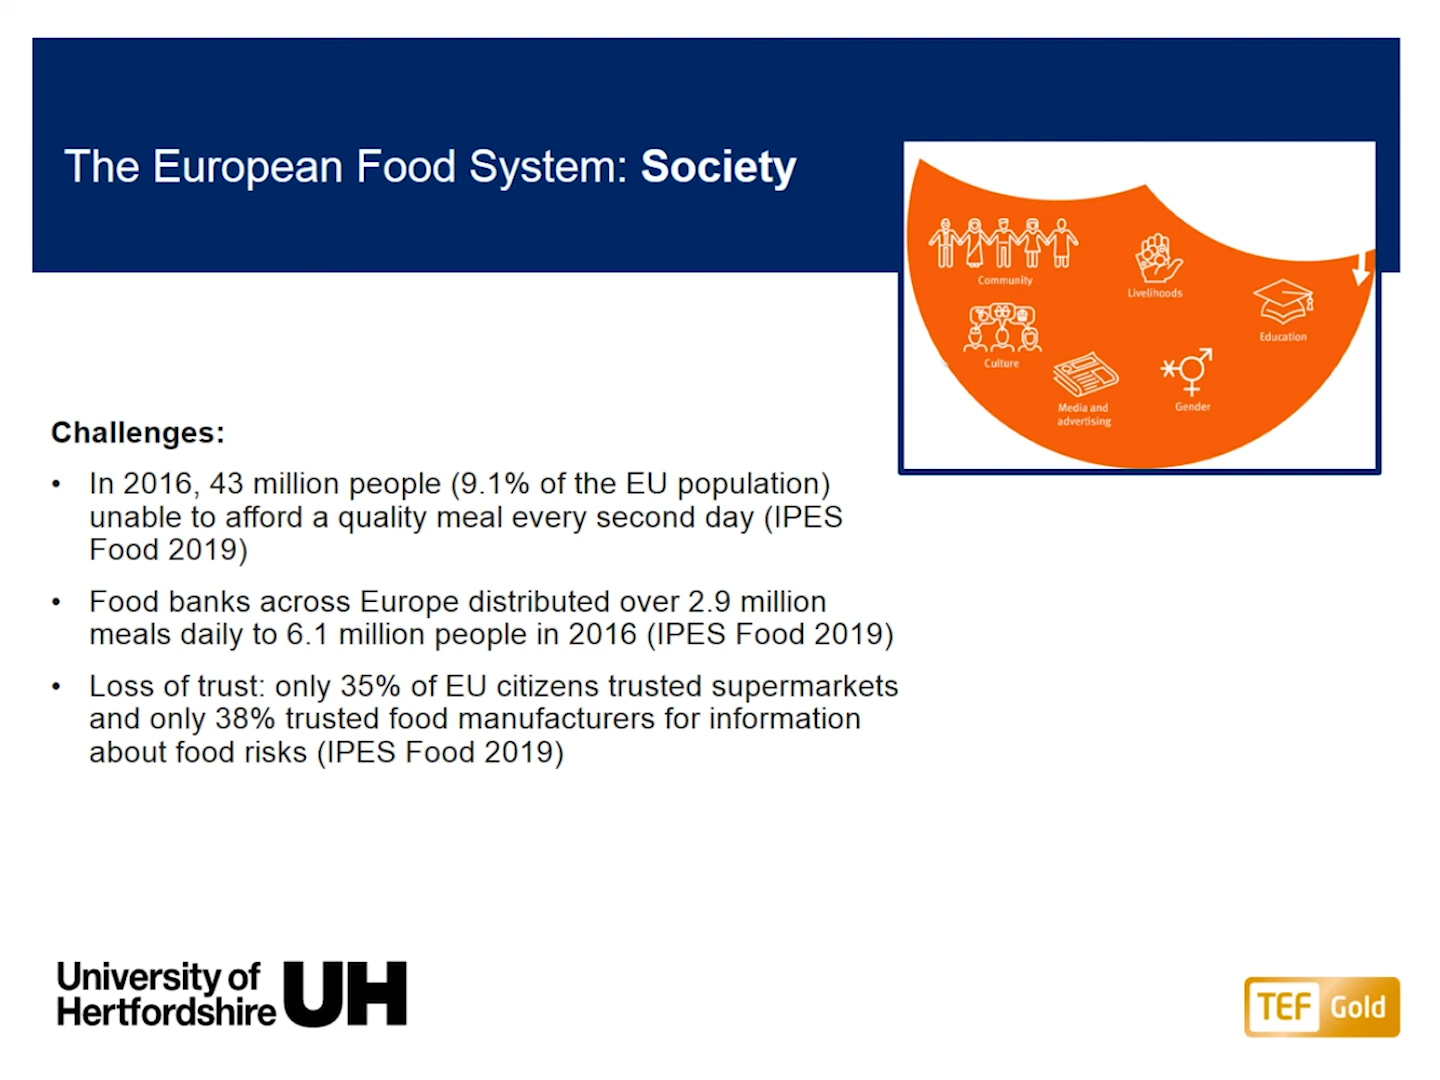 The European Food System: Society
Community
Livelihoods
Education
Culture
Media and
advertising
Gender
Challenges:
• In 2016, 43 million people (9.1% of the EU population)
unable to afford a quality meal every second day (IPES
Food 2019)
• Food banks across Europe distributed over 2.9 million
meals daily to 6.1 million people in 2016 (IPES Food 2019)
• Loss of trust: only 35% of EU citizens trusted supermarkets
and only 38% trusted food manufacturers for information
about food risks (IPES Food 2019)
University of
Hertfordshire UH
TEF Gold